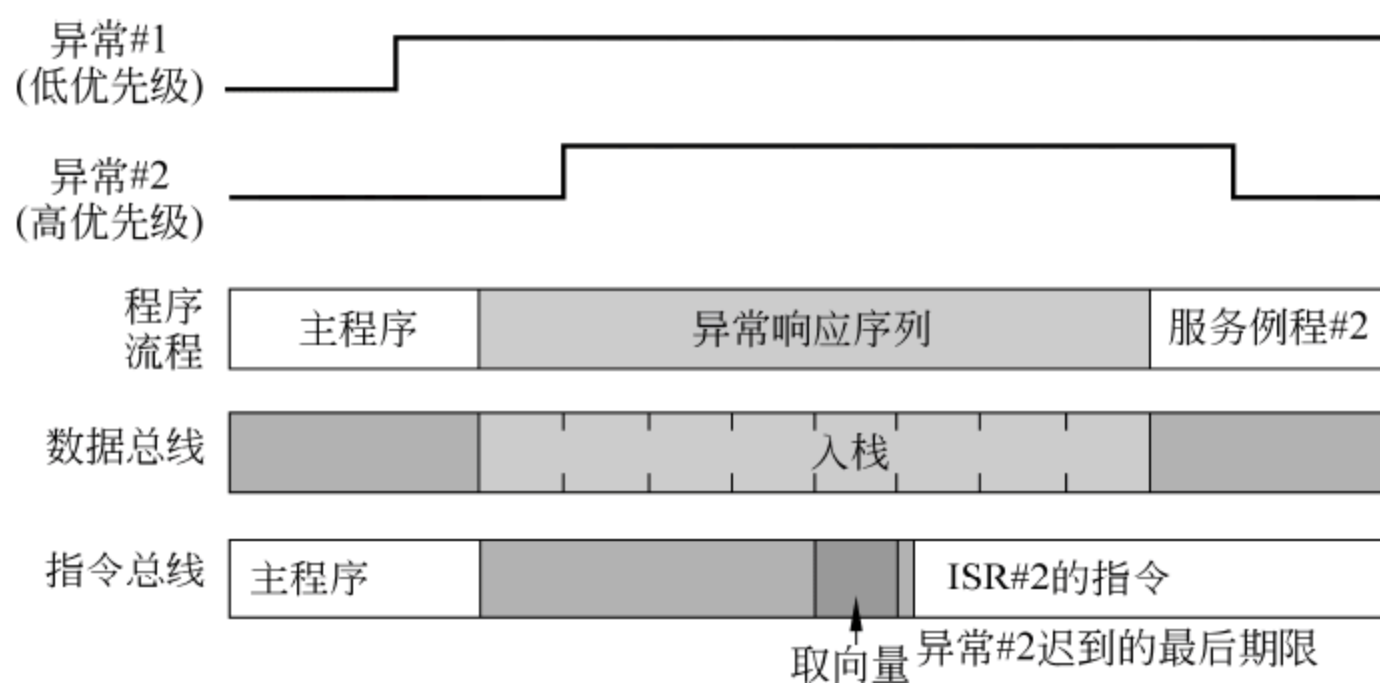 异常#1
(低优先级)
异常#2
(高优先级)
程序
流程
主程序
异常响应序列
服务例程#2
数据总线
入栈
指令总线
主程序
ISR#2的指令
取向量
异常#2迟到的最后期限